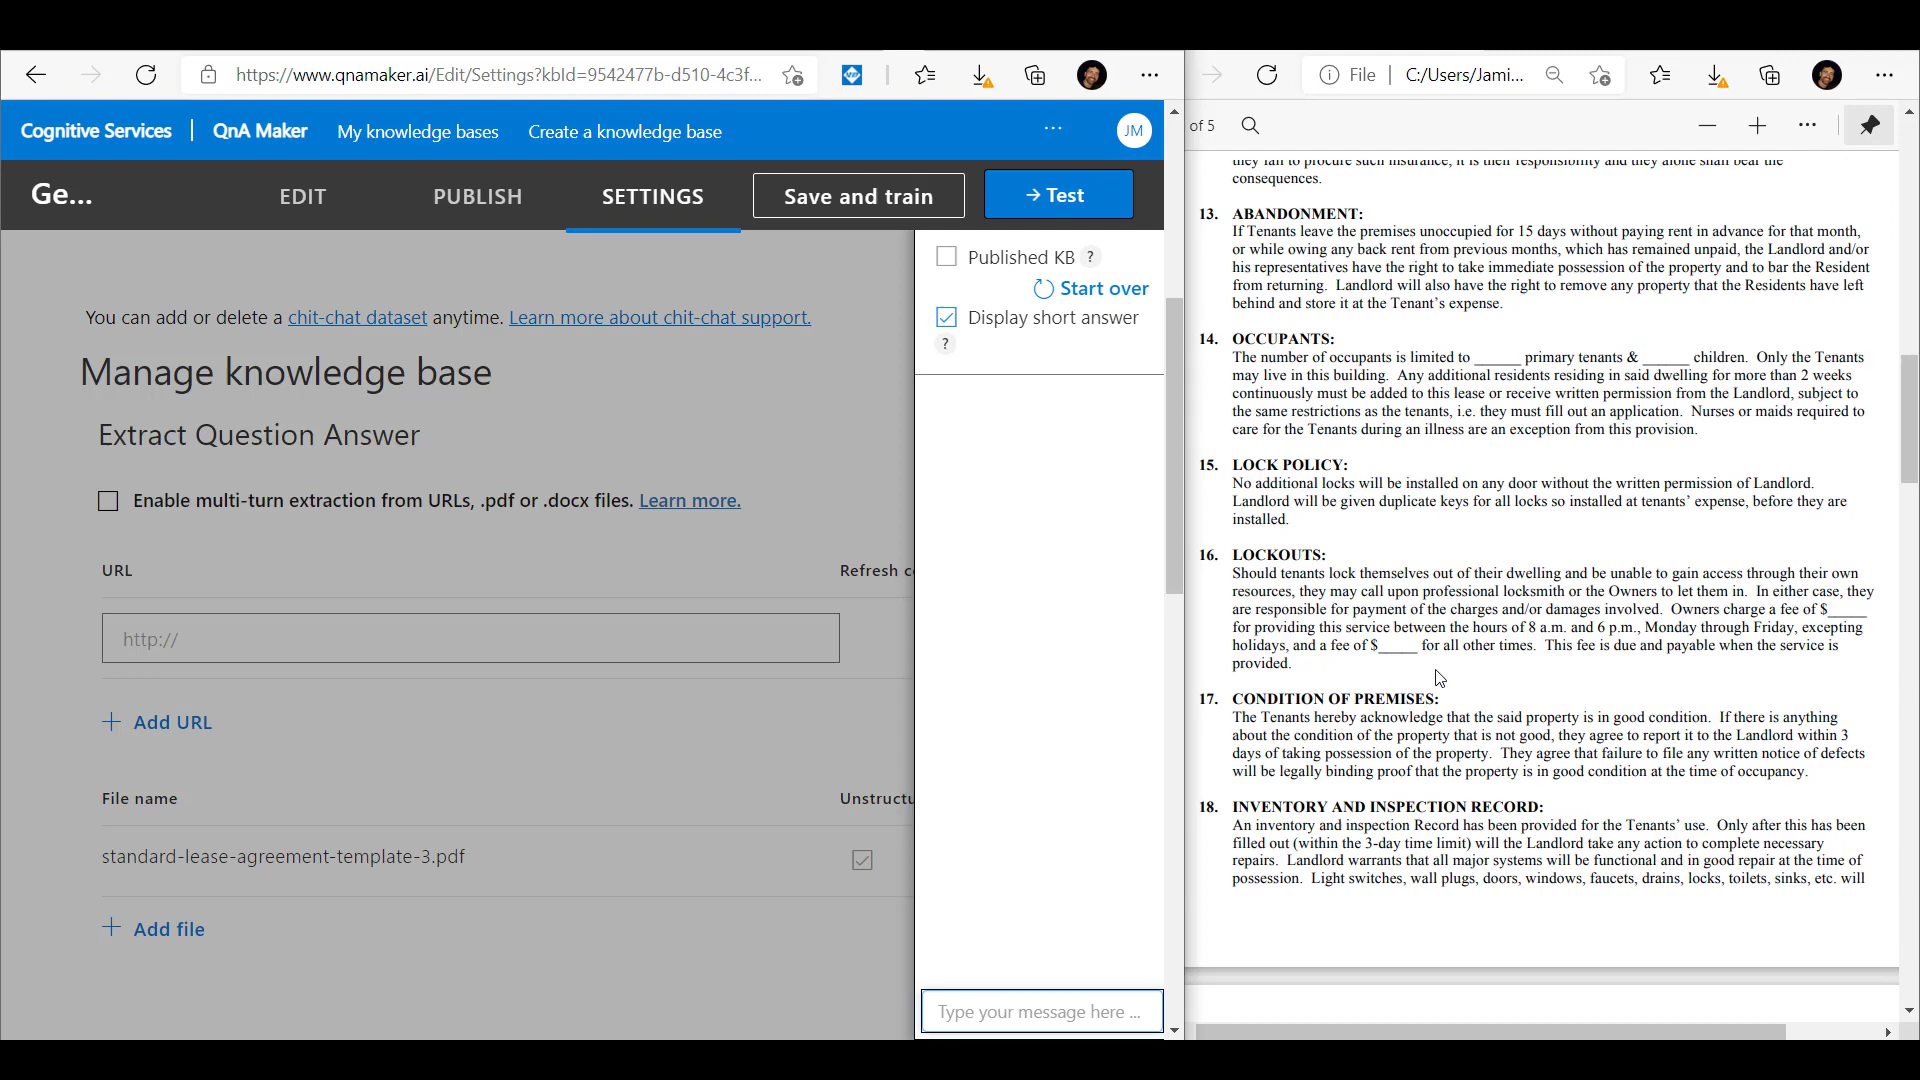 https://www.qnamaker.ai/Edit/Settings?kbId=9542477b-d510-4c3f...
Cognitive Services | QnA Maker My knowledge bases Create a knowledge base ... JM
Ge... EDIT PUBLISH SETTINGS Save and train → Test
You can add or delete a chit-chat dataset anytime. Learn more about chit-chat support.
Manage knowledge base
Extract Question Answer
Enable multi-turn extraction from URLs, .pdf or .docx files. Learn more.
URL Refresh c
http://
+ Add URL
File name Unstructu
standard-lease-agreement-template-3.pdf
+ Add file
Published KB ?
Start over
Display short answer
?
Type your message here ...
File | C:/Users/Jami...
of 5
they fail to procure such insurance, it is their responsibility and they alone shall bear the
consequences.
13. ABANDONMENT:
If Tenants leave the premises unoccupied for 15 days without paying rent in advance for that month,
or while owing any back rent from previous months, which has remained unpaid, the Landlord and/or
his representatives have the right to take immediate possession of the property and to bar the Resident
from returning. Landlord will also have the right to remove any property that the Residents have left
behind and store it at the Tenant’s expense.
14. OCCUPANTS:
The number of occupants is limited to ______ primary tenants & ______ children. Only the Tenants
may live in this building. Any additional residents residing in said dwelling for more than 2 weeks
continuously must be added to this lease or receive written permission from the Landlord, subject to
the same restrictions as the tenants, i.e. they must fill out an application. Nurses or maids required to
care for the Tenants during an illness are an exception from this provision.
15. LOCK POLICY:
No additional locks will be installed on any door without the written permission of Landlord.
Landlord will be given duplicate keys for all locks so installed at tenants’ expense, before they are
installed.
16. LOCKOUTS:
Should tenants lock themselves out of their dwelling and be unable to gain access through their own
resources, they may call upon professional locksmith or the Owners to let them in. In either case, they
are responsible for payment of the charges and/or damages involved. Owners charge a fee of $_____
for providing this service between the hours of 8 a.m. and 6 p.m., Monday through Friday, excepting
holidays, and a fee of $_____ for all other times. This fee is due and payable when the service is
provided.
17. CONDITION OF PREMISES:
The Tenants hereby acknowledge that the said property is in good condition. If there is anything
about the condition of the property that is not good, they agree to report it to the Landlord within 3
days of taking possession of the property. They agree that failure to file any written notice of defects
will be legally binding proof that the property is in good condition at the time of occupancy.
18. INVENTORY AND INSPECTION RECORD:
An inventory and inspection Record has been provided for the Tenants’ use. Only after this has been
filled out (within the 3-day time limit) will the Landlord take any action to complete necessary
repairs. Landlord warrants that all major systems will be functional and in good repair at the time of
possession. Light switches, wall plugs, doors, windows, faucets, drains, locks, toilets, sinks, etc. will